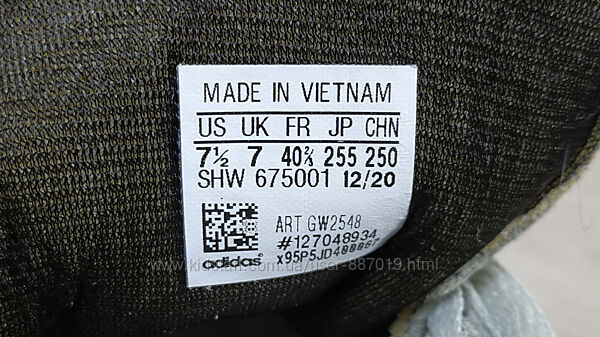 MADE IN VIETNAM
US UK FR JP CHN
7½ 7 40⅔ 255 250
SHW 675001 12/20
ART GW2548
#127048934
adidas x95P5JD400067